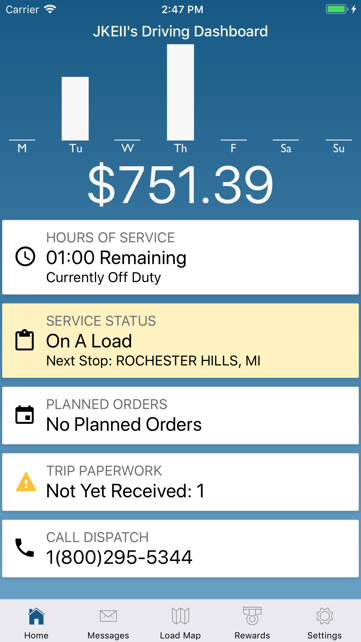 Carrier 2:47 PM
JKEII's Driving Dashboard
M Tu W Th F Sa Su
$751.39
HOURS OF SERVICE
01:00 Remaining
Currently Off Duty
SERVICE STATUS
On A Load
Next Stop: ROCHESTER HILLS, MI
PLANNED ORDERS
No Planned Orders
TRIP PAPERWORK
Not Yet Received: 1
CALL DISPATCH
1(800)295-5344
Home Messages Load Map Rewards Settings